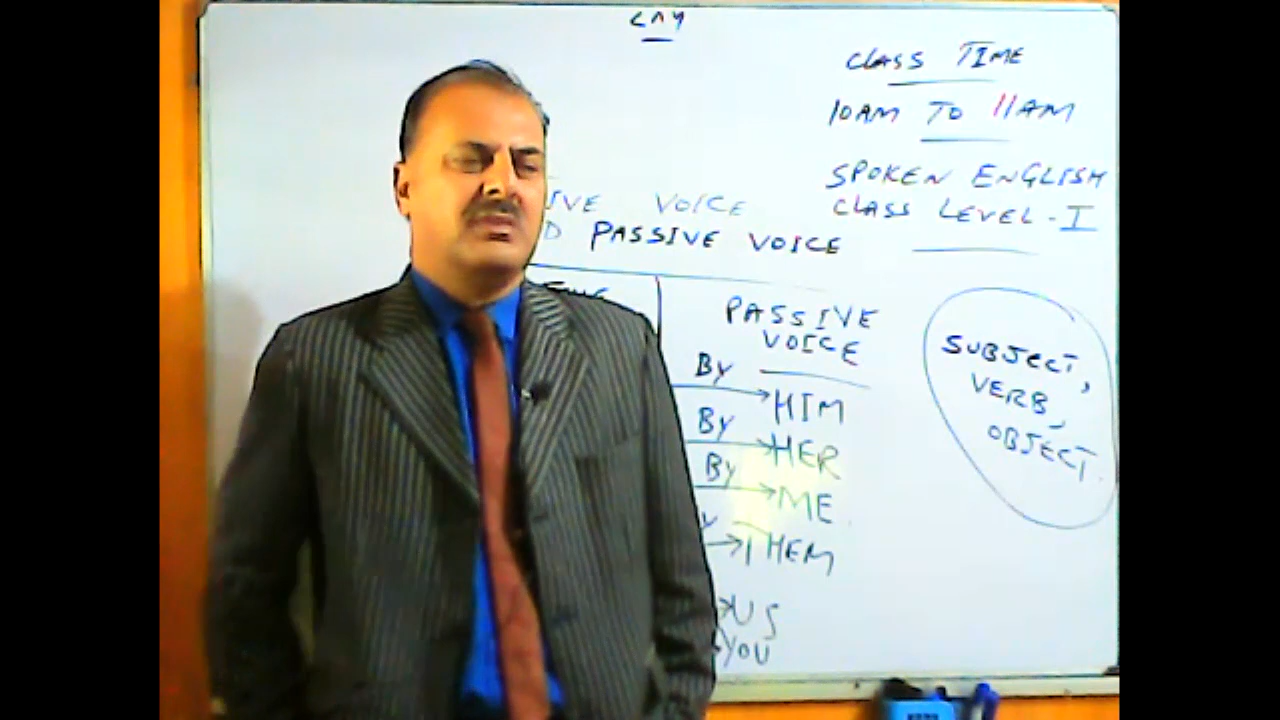 CLASS TIME
10AM TO 11AM
SPOKEN ENGLISH
CLASS LEVEL - I
VOICE
PASSIVE VOICE
PASSIVE
VOICE
By HIM
By HER
By ME
THEM
US
YOU
SUBJECT,
VERB,
OBJECT.